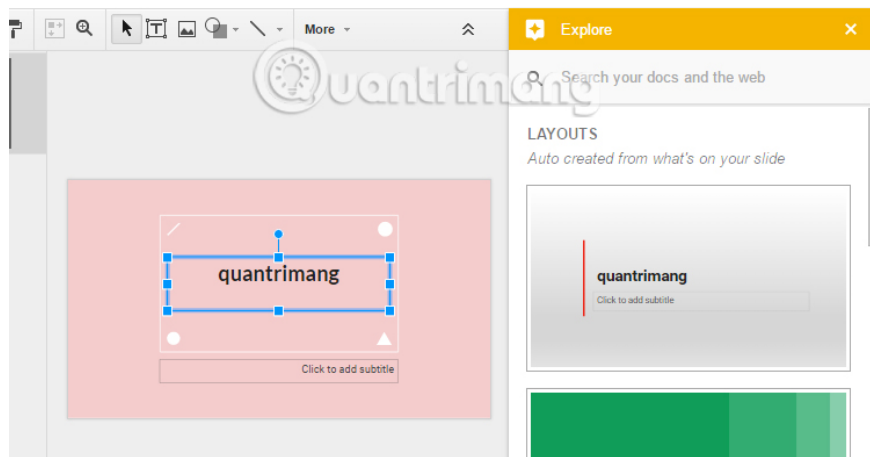 More
Explore
Quantrimang
Search your docs and the web
LAYOUTS
Auto created from what's on your slide
quantrimang
Click to add subtitle
quantrimang
Click to add subtitle